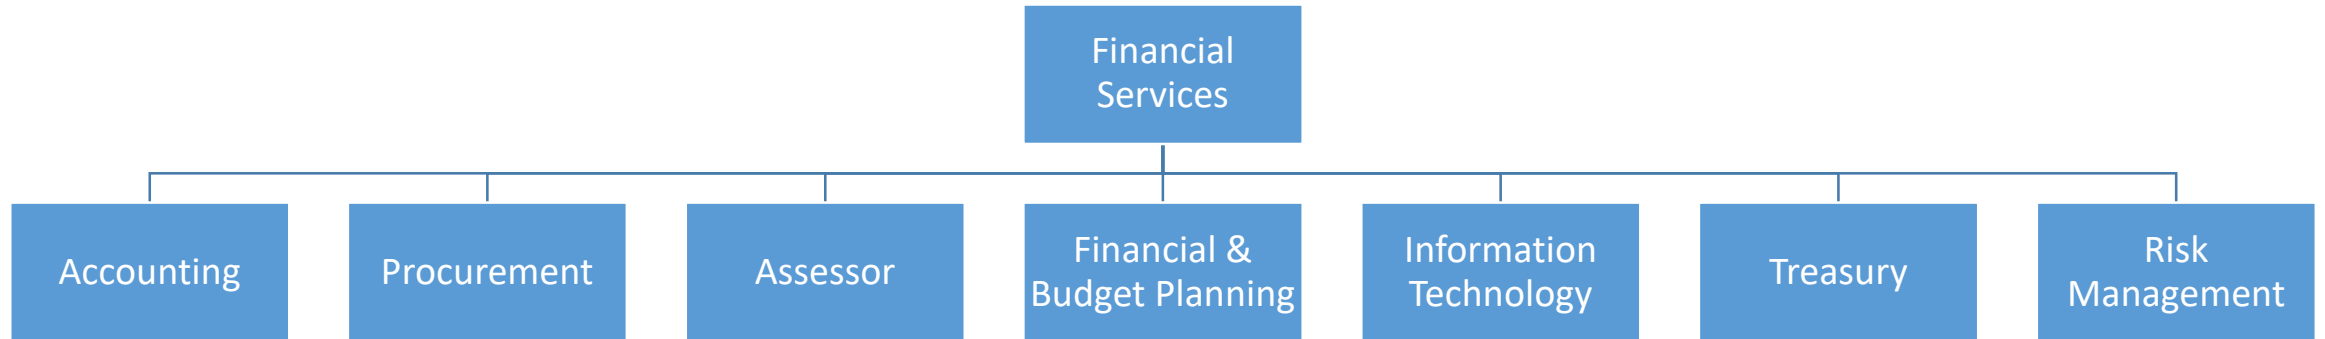 Financial
Services
Accounting
Procurement
Assessor
Financial &
Budget Planning
Information
Technology
Treasury
Risk
Management